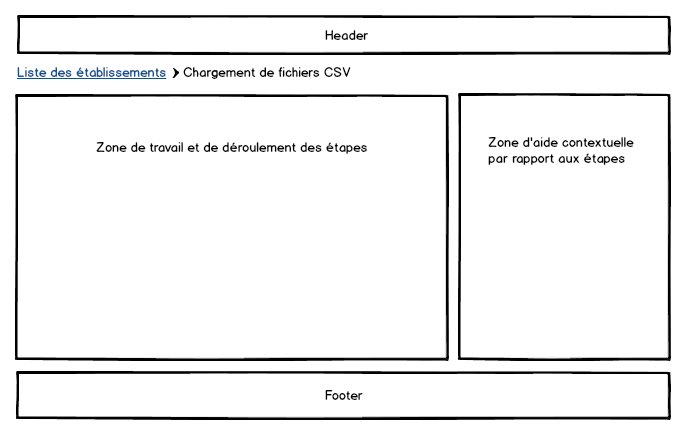 Header
Liste des établissements > Chargement de fichiers CSV
Zone de travail et de déroulement des étapes
Zone d'aide contextuelle
par rapport aux étapes
Footer